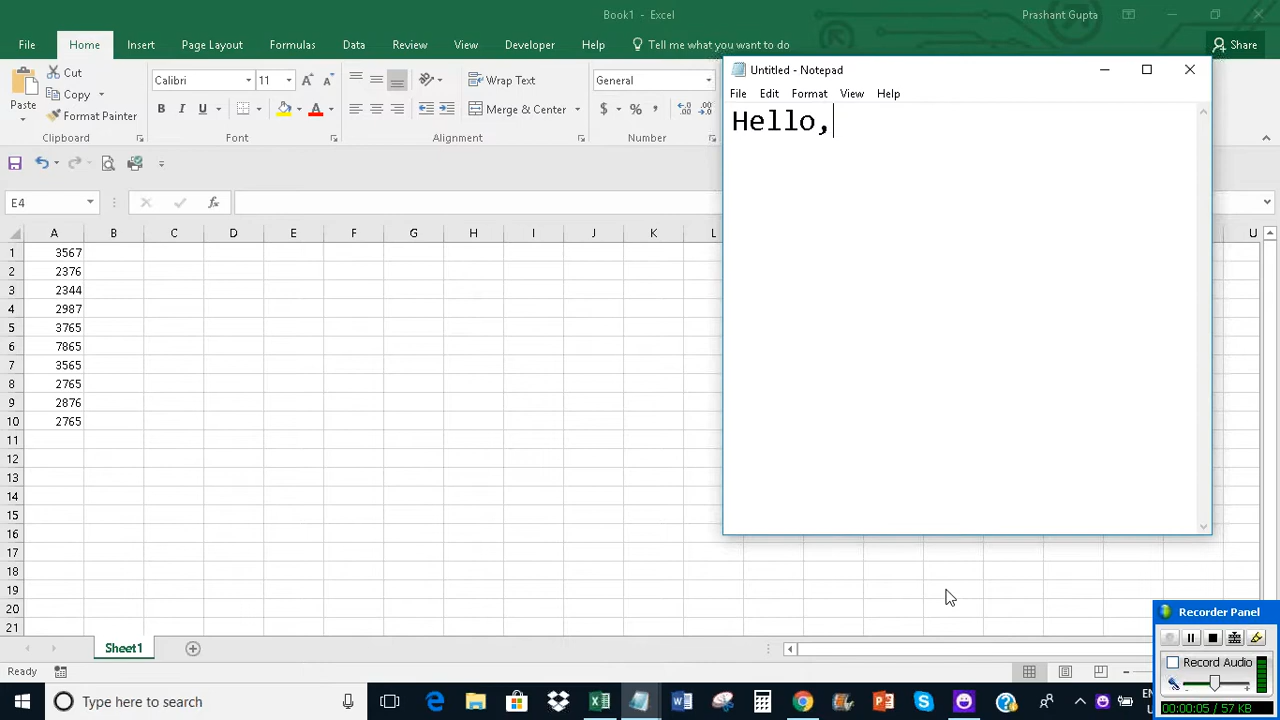 Book1 - Excel
Prashant Gupta
File Home Insert Page Layout Formulas Data Review View Developer Help Tell me what you want to do
Share
Paste
Cut
Copy
Format Painter
Clipboard
Calibri 11
B I U
Font
Wrap Text
Merge & Center
Alignment
General
$ % ,
Untitled - Notepad
File Edit Format View Help
Hello,
E4
fx
A B C D E F G H I J K L U
1 3567
2 2376
3 2344
4 2987
5 3765
6 7865
7 3565
8 2765
9 2876
10 2765
11
12
13
14
15
16
17
18
19
20
21
Sheet1
Ready
Recorder Panel
Record Audio
00:00:05 / 57 KB
Type here to search